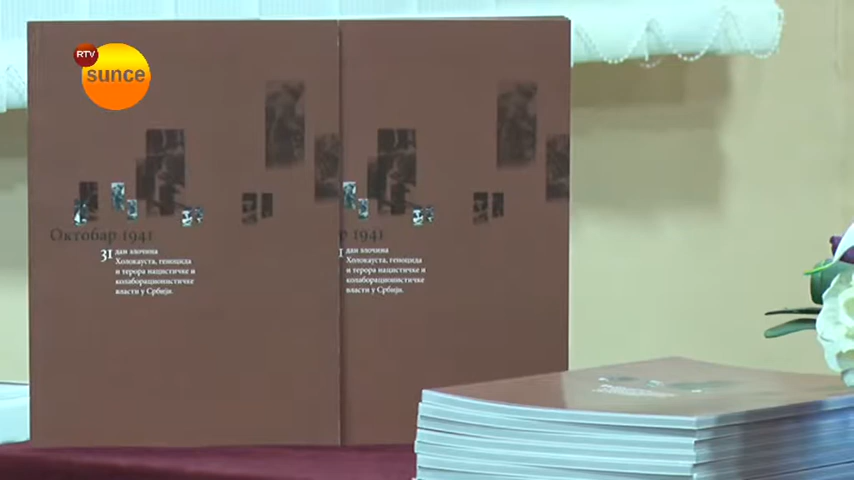 RTV
sunce
Октобар 1941
31 дан злочина
Холокауста, геноцида
и терора нацистичке и
колаборационистичке
власти у Србији.
р 1941
1 дан злочина
Холокауста, геноцида
и терора нацистичке и
колаборационистичке
власти у Србији.